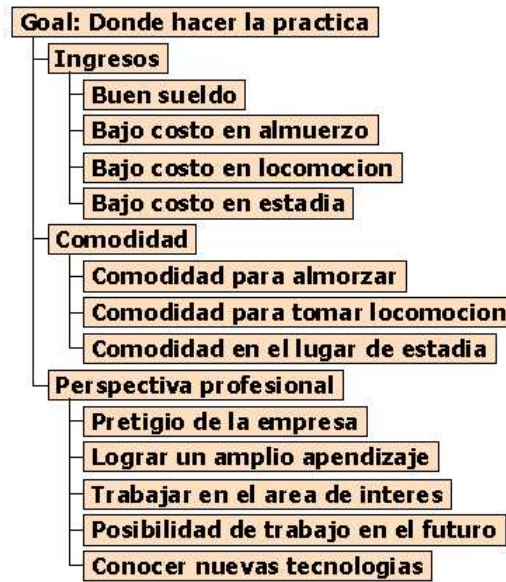 Goal: Donde hacer la practica
Ingresos
Buen sueldo
Bajo costo en almuerzo
Bajo costo en locomocion
Bajo costo en estadia
Comodidad
Comodidad para almorzar
Comodidad para tomar locomocion
Comodidad en el lugar de estadia
Perspectiva profesional
Pretigio de la empresa
Lograr un amplio apendizaje
Trabajar en el area de interes
Posibilidad de trabajo en el futuro
Conocer nuevas tecnologias